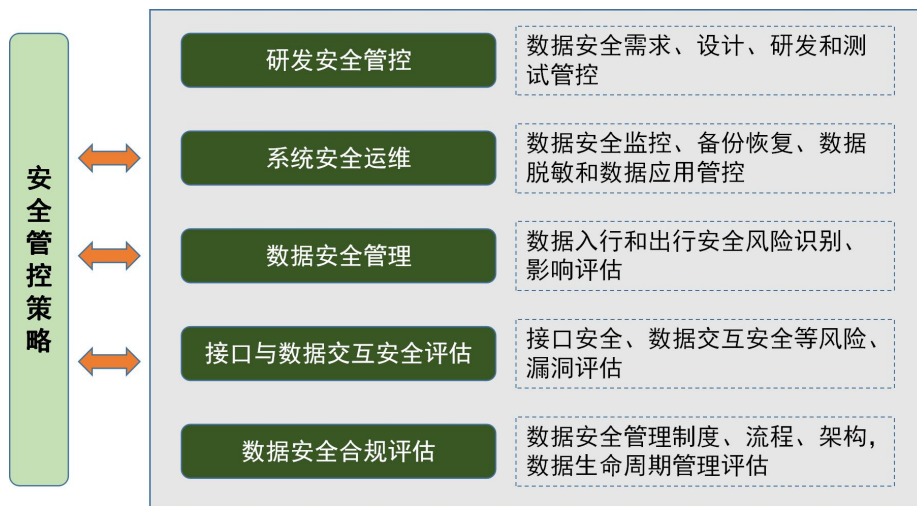 安全管控策略
研发安全管控
数据安全需求、设计、研发和测
试管控
系统安全运维
数据安全监控、备份恢复、数据
脱敏和数据应用管控
数据安全管理
数据入行和出行安全风险识别、
影响评估
接口与数据交互安全评估
接口安全、数据交互安全等风险、
漏洞评估
数据安全合规评估
数据安全管理制度、流程、架构，
数据生命周期管理评估